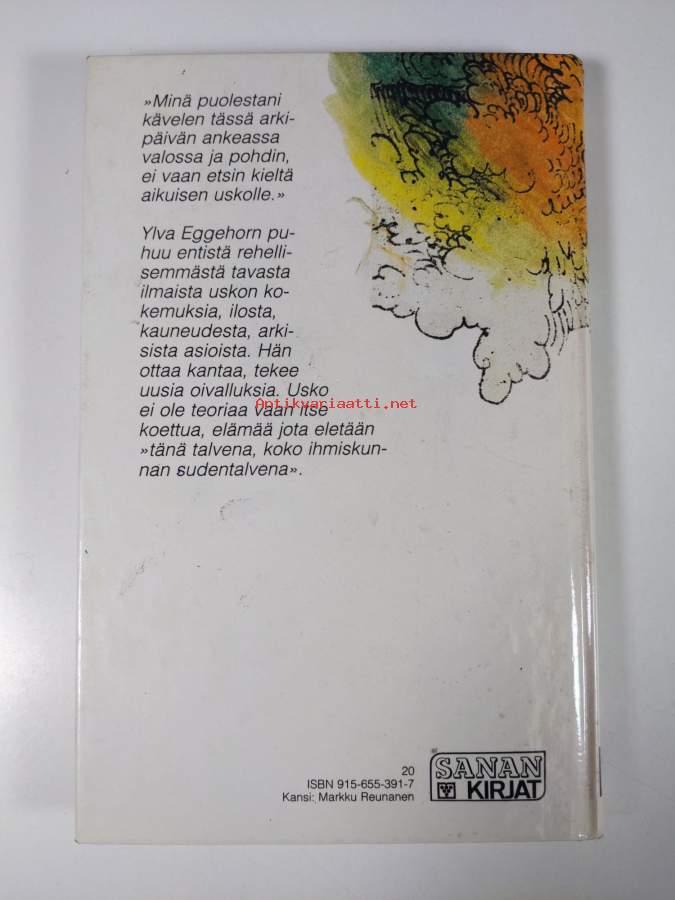 »Minä puolestani
kävelen tässä arki-
päivän ankeassa
valossa ja pohdin,
ei vaan etsin kieltä
aikuisen uskolle.»
Ylva Eggehorn pu-
huu entistä rehelli-
semmästä tavasta
ilmaista uskon ko-
kemuksia, ilosta,
kauneudesta, arki-
sista asioista. Hän
ottaa kantaa, tekee
uusia oivalluksia. Usko
Antikvariaatti.net
ei ole teoriaa vaan itse
koettua, elämää jota eletään
»tänä talvena, koko ihmiskun-
nan sudentalvena».
20
ISBN 915-655-391-7
Kansi: Markku Reunanen
SANAN
KIRJAT